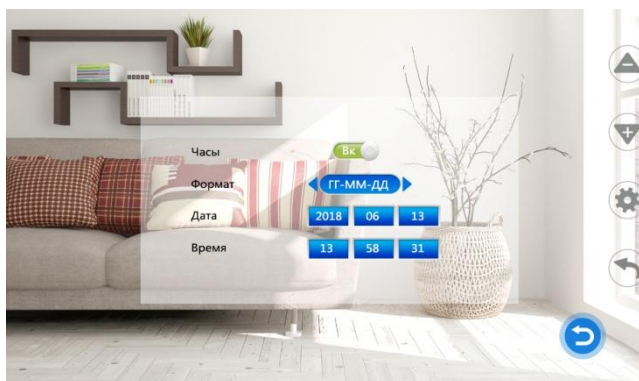 Часы Вк
Формат ГГ-ММ-ДД
Дата 2018 06 13
Время 13 58 31